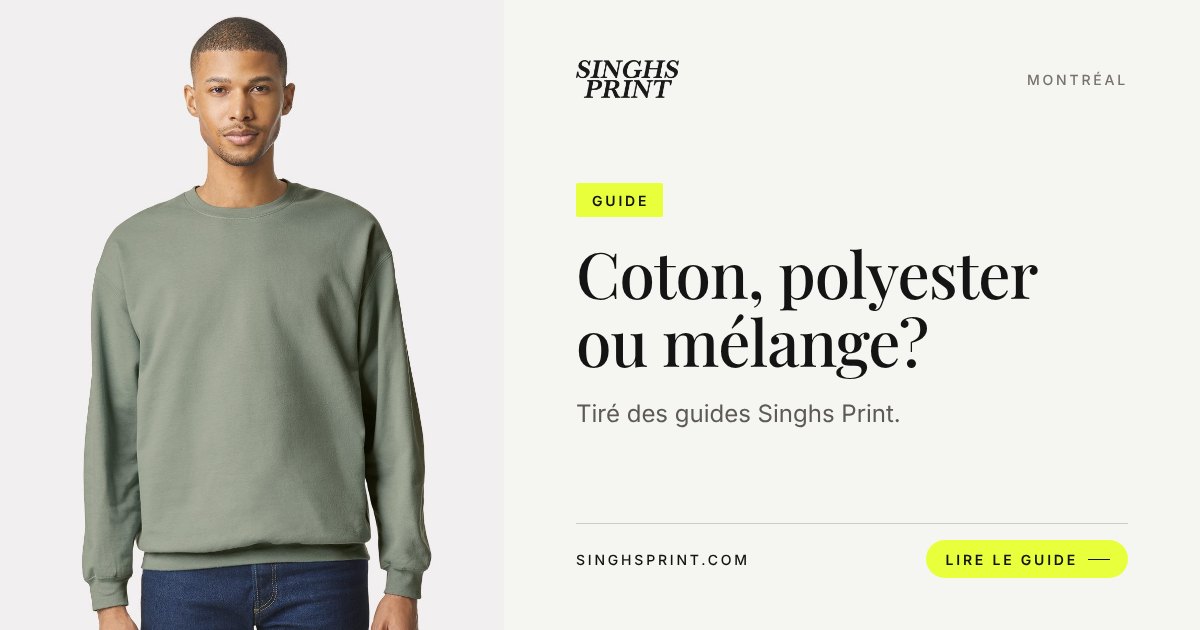 SINGHS
PRINT
MONTRÉAL
GUIDE
Coton, polyester
ou mélange?
Tiré des guides Singhs Print.
SINGHSPRINT.COM
LIRE LE GUIDE